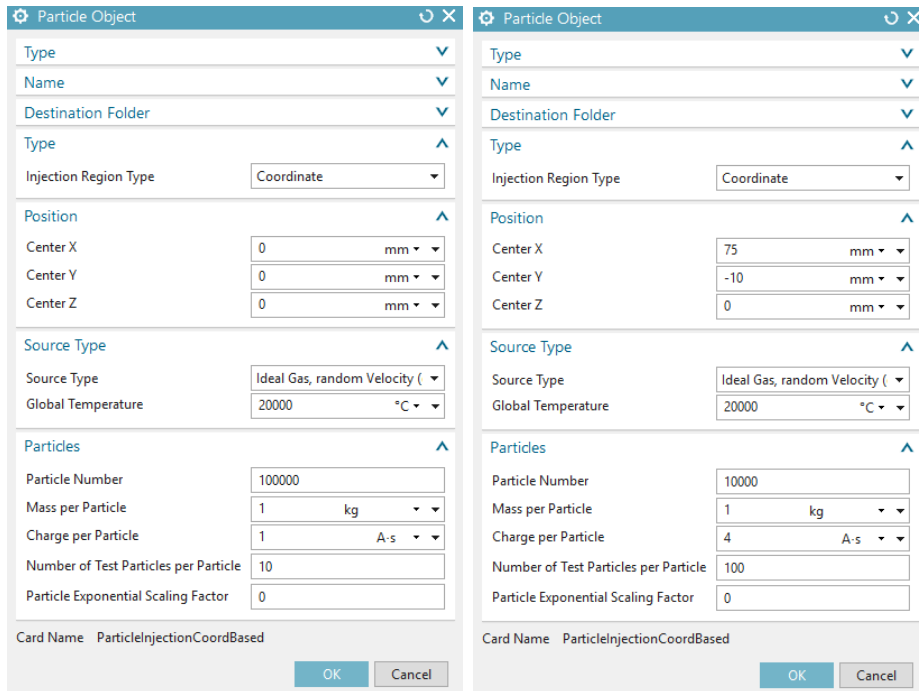 Particle Object
Type
Name
Destination Folder
Type
Injection Region Type Coordinate
Position
Center X 0 mm
Center Y 0 mm
Center Z 0 mm
Source Type
Source Type Ideal Gas, random Velocity (
Global Temperature 20000 °C
Particles
Particle Number 100000
Mass per Particle 1 kg
Charge per Particle 1 A·s
Number of Test Particles per Particle 10
Particle Exponential Scaling Factor 0
Card Name ParticleInjectionCoordBased
OK Cancel
Particle Object
Type
Name
Destination Folder
Type
Injection Region Type Coordinate
Position
Center X 75 mm
Center Y -10 mm
Center Z 0 mm
Source Type
Source Type Ideal Gas, random Velocity (
Global Temperature 20000 °C
Particles
Particle Number 10000
Mass per Particle 1 kg
Charge per Particle 4 A·s
Number of Test Particles per Particle 100
Particle Exponential Scaling Factor 0
Card Name ParticleInjectionCoordBased
OK Cancel